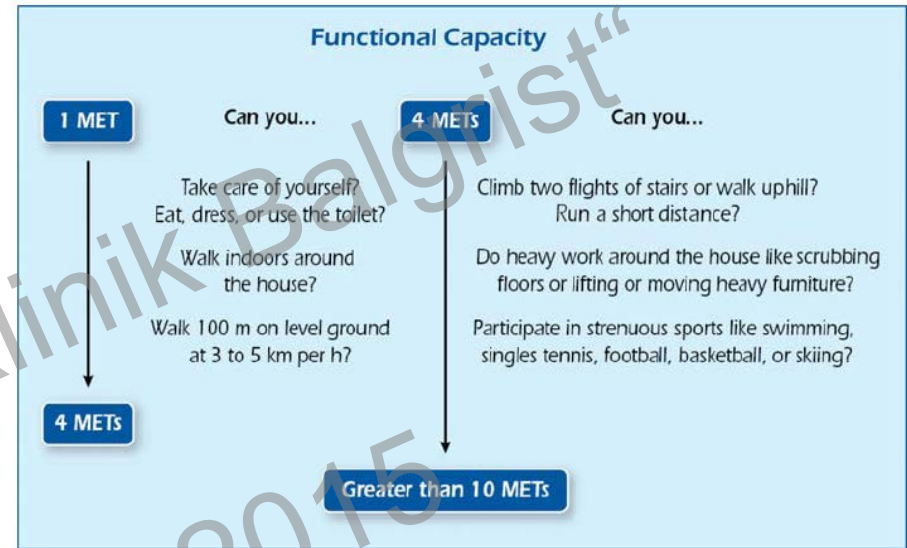 Functional Capacity
1 MET
Can you...
Take care of yourself?
Eat, dress, or use the toilet?
Walk indoors around
the house?
Walk 100 m on level ground
at 3 to 5 km per h?
4 METs
4 METs
Can you...
Climb two flights of stairs or walk uphill?
Run a short distance?
Do heavy work around the house like scrubbing
floors or lifting or moving heavy furniture?
Participate in strenuous sports like swimming,
singles tennis, football, basketball, or skiing?
Greater than 10 METs
linik Balgrist“
2015